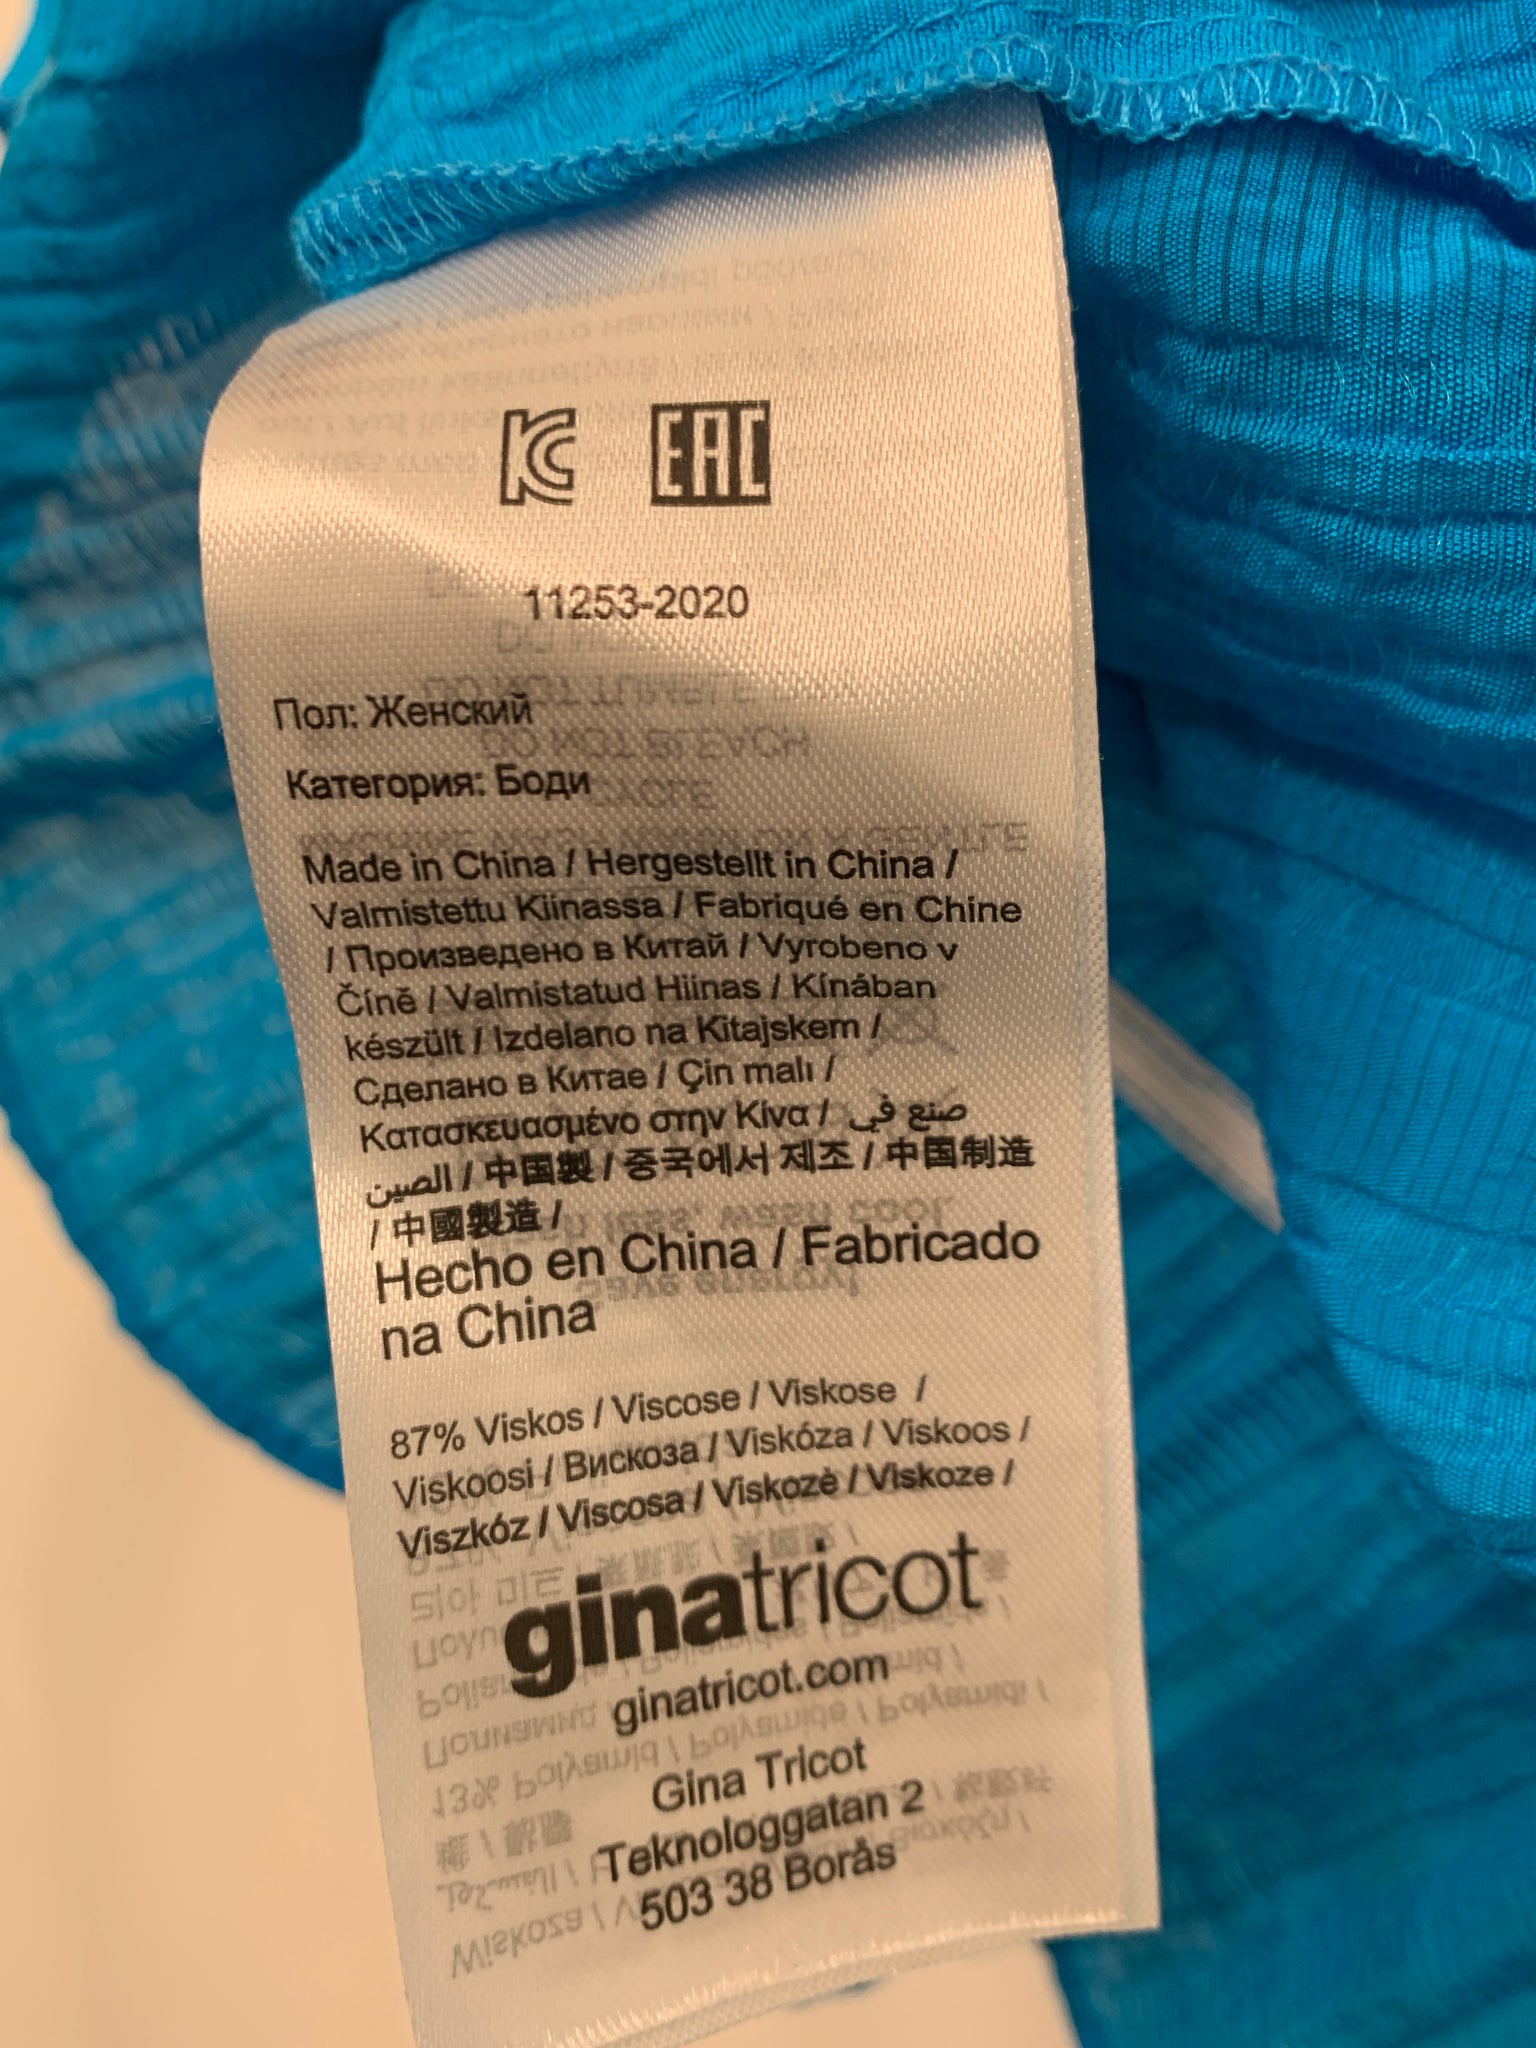 KC EAC
11253-2020
Пол: Женский
Категория: Боди
Made in China / Hergestellt in China /
Valmistettu Kiinassa / Fabriqué en Chine
/ Произведено в Китай / Vyrobeno v
Číně / Valmistatud Hiinas / Kínában
készült / Izdelano na Kitajskem /
Сделано в Китае / Çin malı /
Κατασκευασμένο στην Κίνα / صنع في
الصين / 中国製 / 중국에서 제조 / 中国制造
/ 中國製造 /
Hecho en China / Fabricado
na China
87% Viskos / Viscose / Viskose /
Viskoosi / Вискоза / Viskóza / Viskoos /
Viszkóz / Viscosa / Viskozė / Viskoze /
ginatricot
ginatricot.com
Gina Tricot
Teknologgatan 2
503 38 Borås